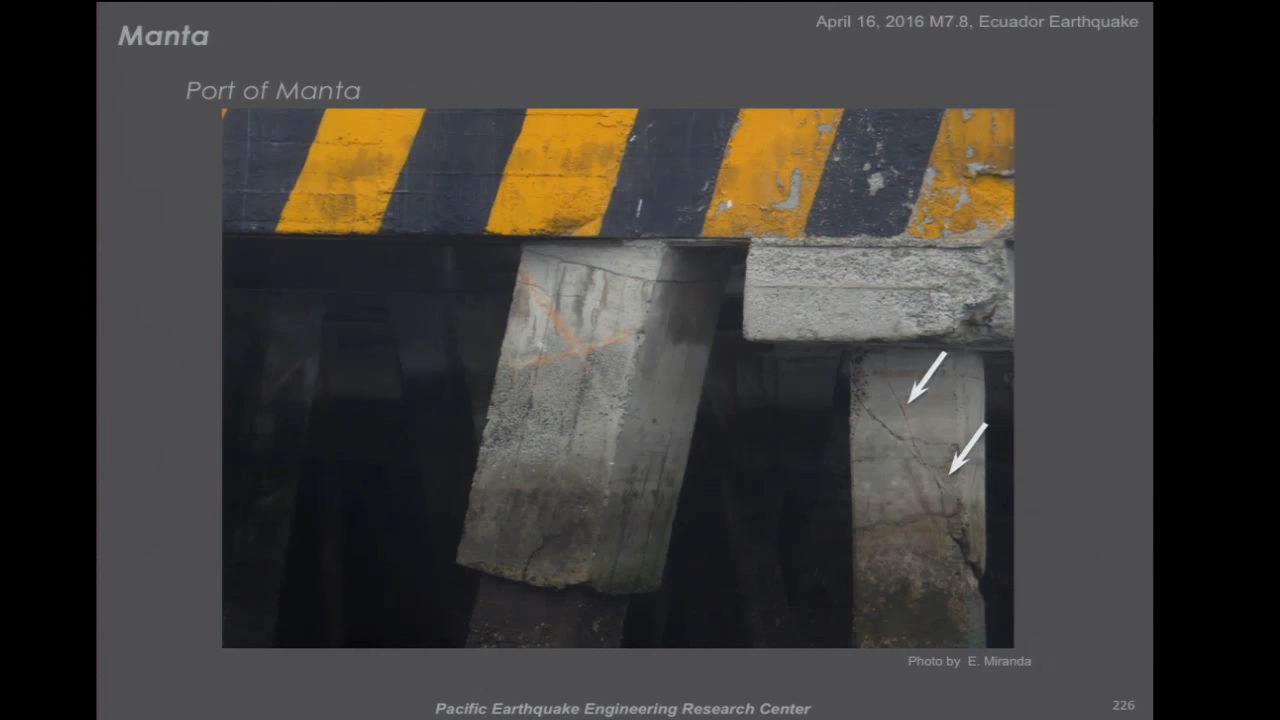 Manta
April 16, 2016 M7.8, Ecuador Earthquake
Port of Manta
Photo by E. Miranda
Pacific Earthquake Engineering Research Center
226